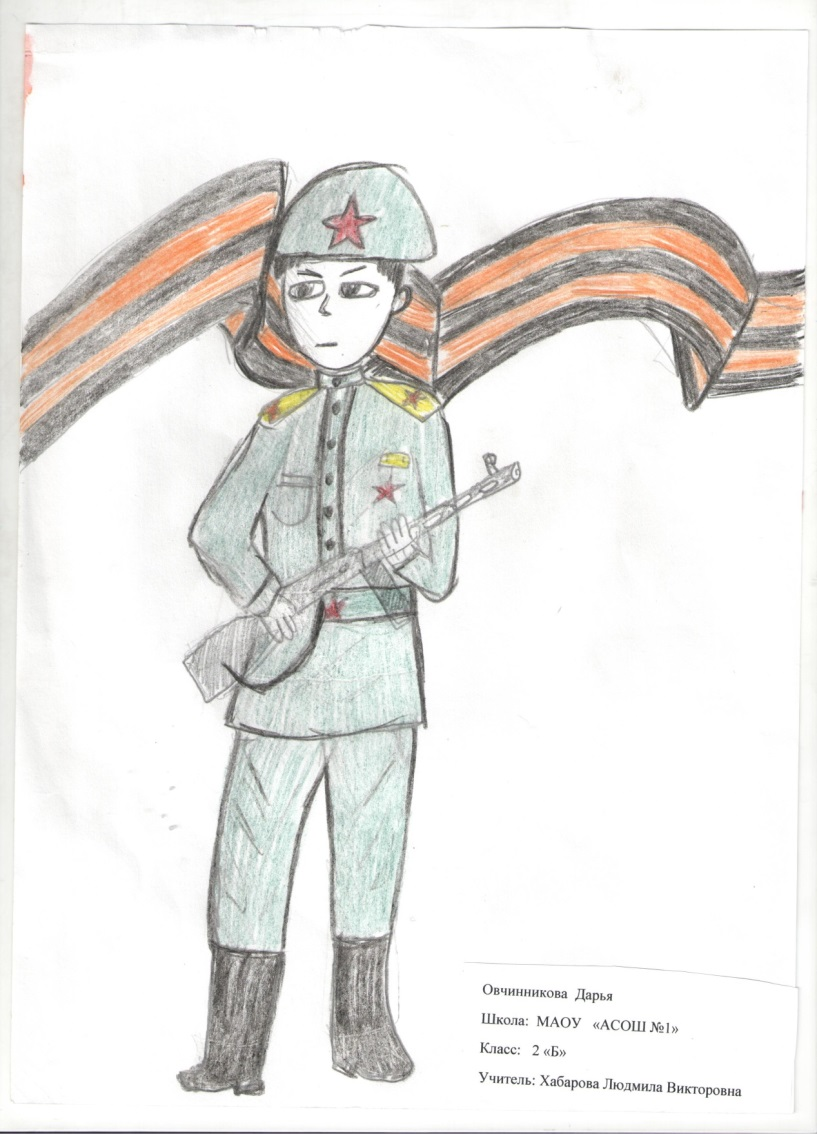 Овчинникова Дарья
Школа: МАОУ «АСОШ №1»
Класс: 2 «Б»
Учитель: Хабарова Людмила Викторовна